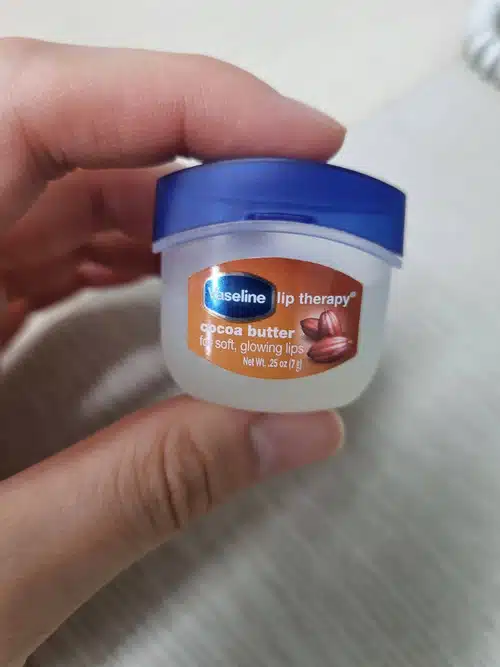 Vaseline lip therapy®
cocoa butter
for soft, glowing lips
Net Wt. .25 oz (7 g)